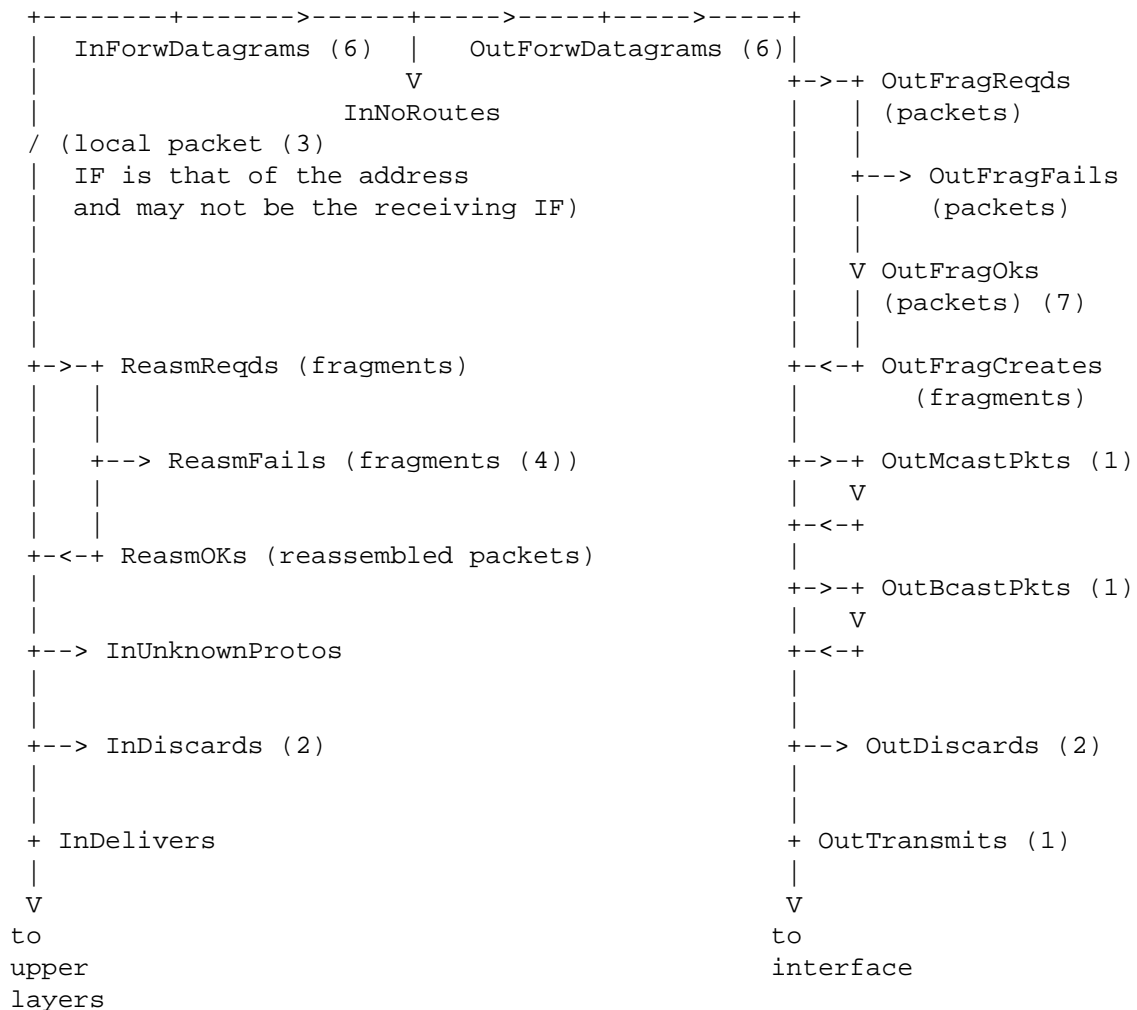 +--------+------->------+----->-----+----->-----+
|  InForwDatagrams (6)  |   OutForwDatagrams (6)|
|                       V                       +->-+ OutFragReqds
|                   InNoRoutes                  |   | (packets)
/ (local packet (3)                             |   |
|  IF is that of the address                    |   +--> OutFragFails
|  and may not be the receiving IF)             |   |    (packets)
|                                               |   |
|                                               |   V OutFragOks
|                                               |   | (packets) (7)
|                                               |   |
+->-+ ReasmReqds (fragments)                    +-<-+ OutFragCreates
|   |                                           |       (fragments)
|   |                                           |
|   +--> ReasmFails (fragments (4))             +->-+ OutMcastPkts (1)
|   |                                           |   V
|   |                                           +-<-+
+-<-+ ReasmOKs (reassembled packets)            |
|                                               +->-+ OutBcastPkts (1)
|                                               |   V
+--> InUnknownProtos                            +-<-+
|                                               |
|                                               |
+--> InDiscards (2)                             +--> OutDiscards (2)
|                                               |
|                                               |
+ InDelivers                                    + OutTransmits (1)
|                                               |
V                                               V
to                                             to
upper                                          interface
layers